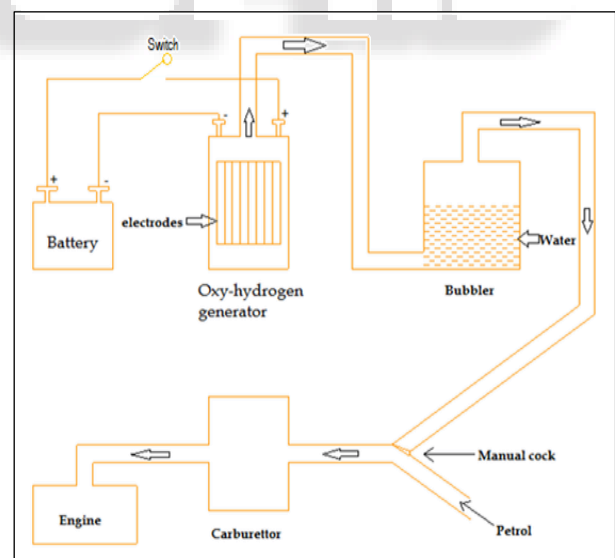 Switch
+
-
-
+
Battery
electrodes
Oxy-hydrogen
generator
Water
Bubbler
Manual cock
Petrol
Carburettor
Engine